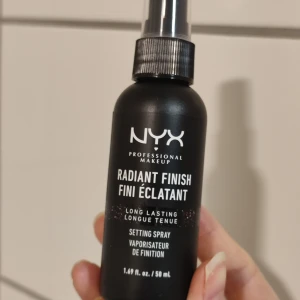 NYX
PROFESSIONAL
MAKEUP
RADIANT FINISH
FINI ÉCLATANT
LONG LASTING
LONGUE TENUE
SETTING SPRAY
VAPORISATEUR
DE FINITION
1.69 fl. oz. / 50 mL